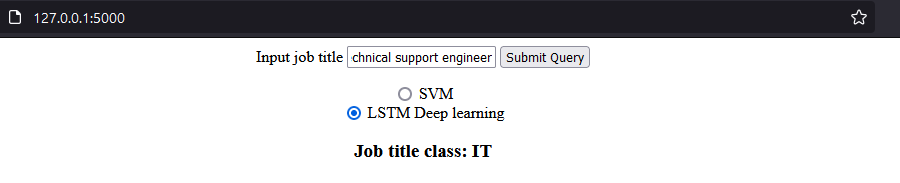 127.0.0.1:5000
Input job title chnical support engineer Submit Query
SVM
LSTM Deep learning
Job title class: IT